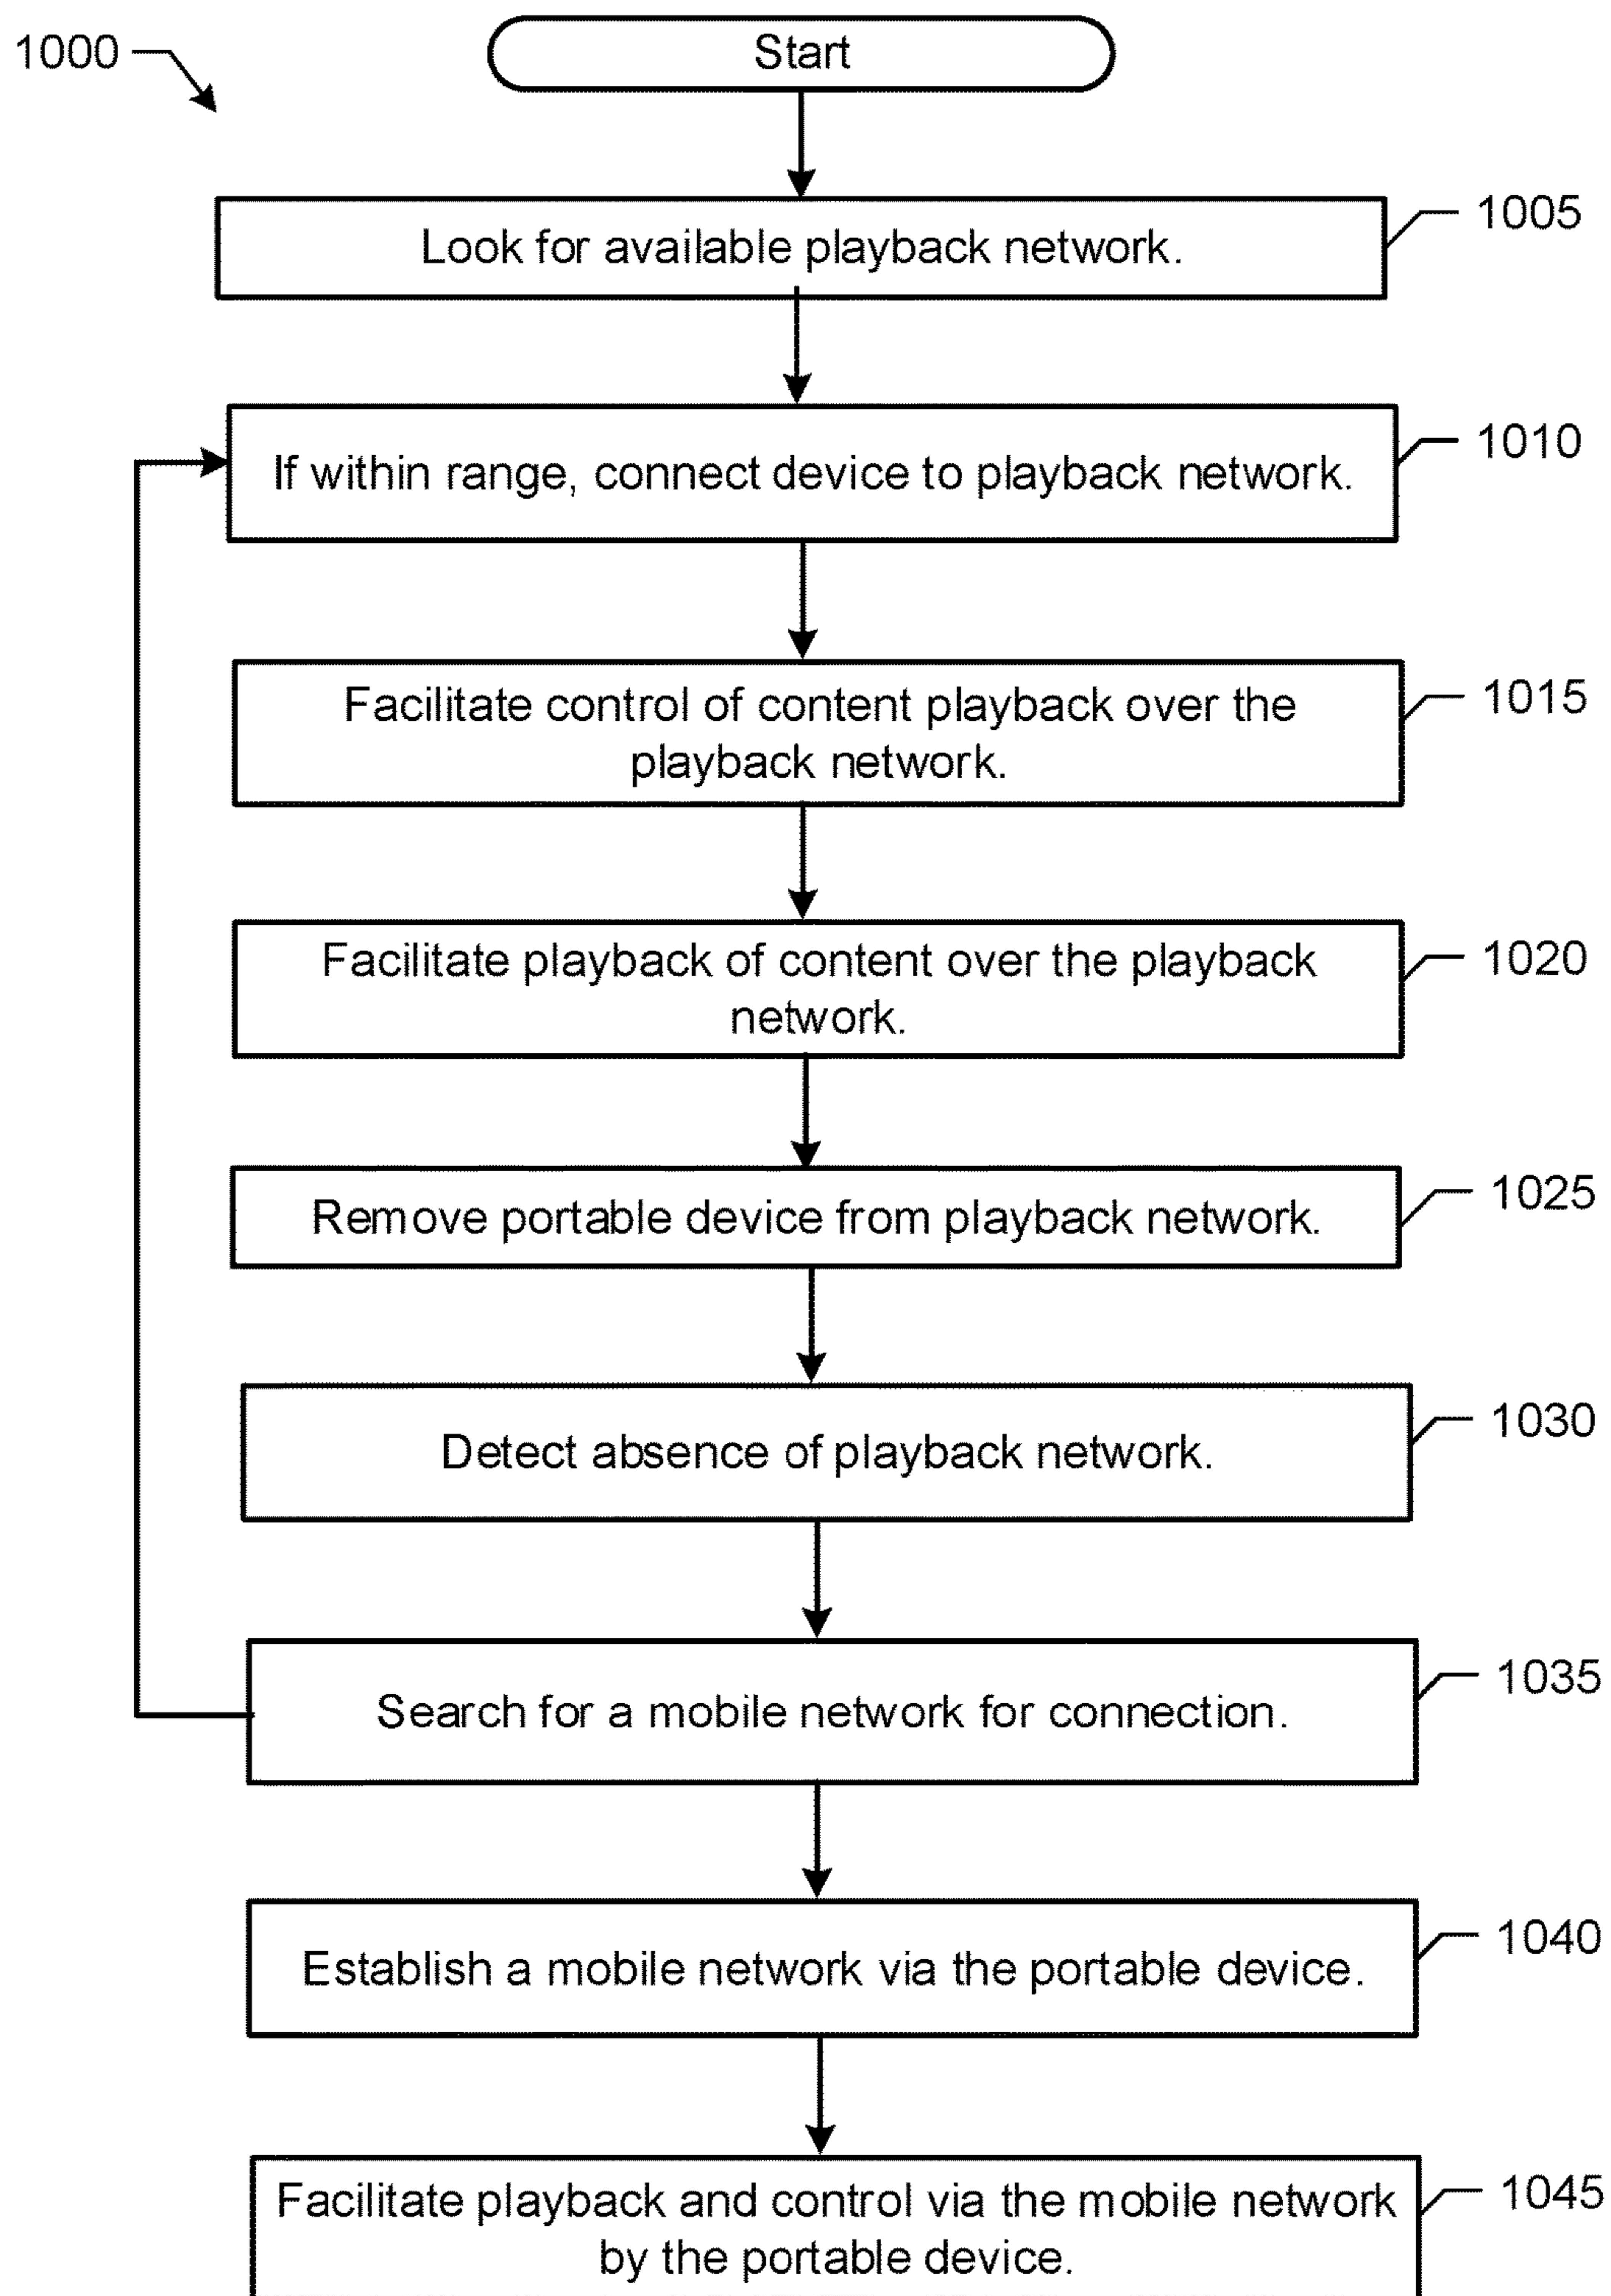 1000
Start
Look for available playback network.
1005
If within range, connect device to playback network.
1010
Facilitate control of content playback over the
playback network.
1015
Facilitate playback of content over the playback
network.
1020
Remove portable device from playback network.
1025
Detect absence of playback network.
1030
Search for a mobile network for connection.
1035
Establish a mobile network via the portable device.
1040
Facilitate playback and control via the mobile network
by the portable device.
1045